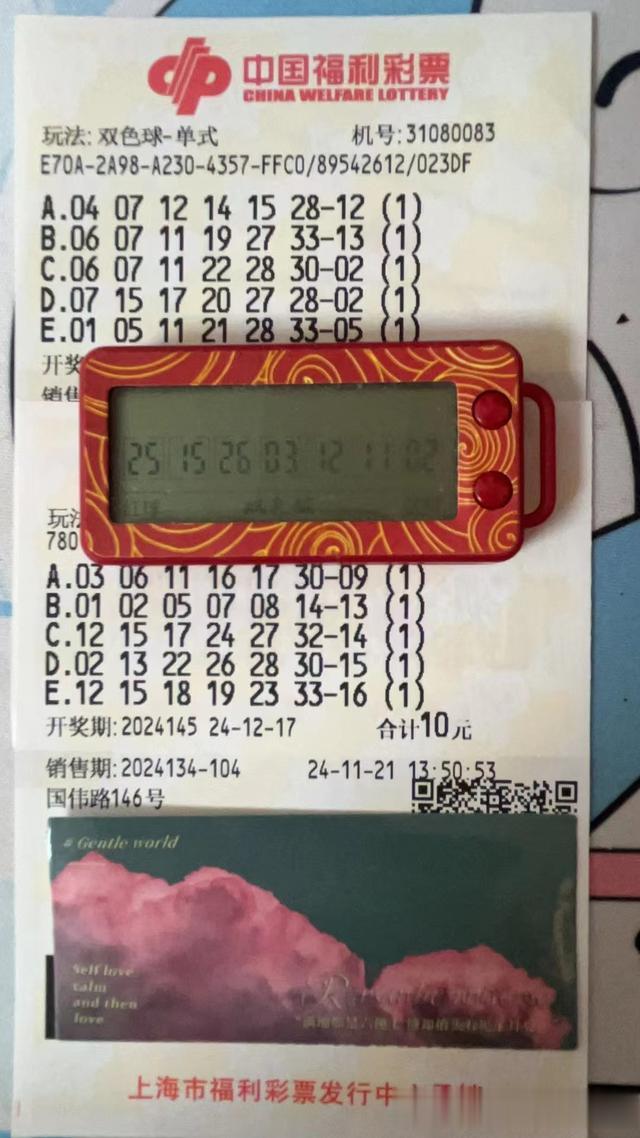 中国福利彩票
CHINA WELFARE LOTTERY
玩法: 双色球-单式 机号:31080083
E70A-2A98-A230-4357-FFC0/89542612/023DF
A.04 07 12 14 15 28-12 (1)
B.06 07 11 19 27 33-13 (1)
C.06 07 11 22 28 30-02 (1)
D.07 15 17 20 27 28-02 (1)
E.01 05 11 21 28 33-05 (1)
开奖
销售
25 15 26 03 12 11 02
红球 双色球
玩法
780
A.03 06 11 16 17 30-09 (1)
B.01 02 05 07 08 14-13 (1)
C.12 15 17 24 27 32-14 (1)
D.02 13 22 26 28 30-15 (1)
E.12 15 18 19 23 33-16 (1)
开奖期:2024145 24-12-17 合计10元
销售期:2024134-104 24-11-21 13:50:53
国伟路146号
# Gentle world
Self love
calm
and then
love
上海市福利彩票发行中